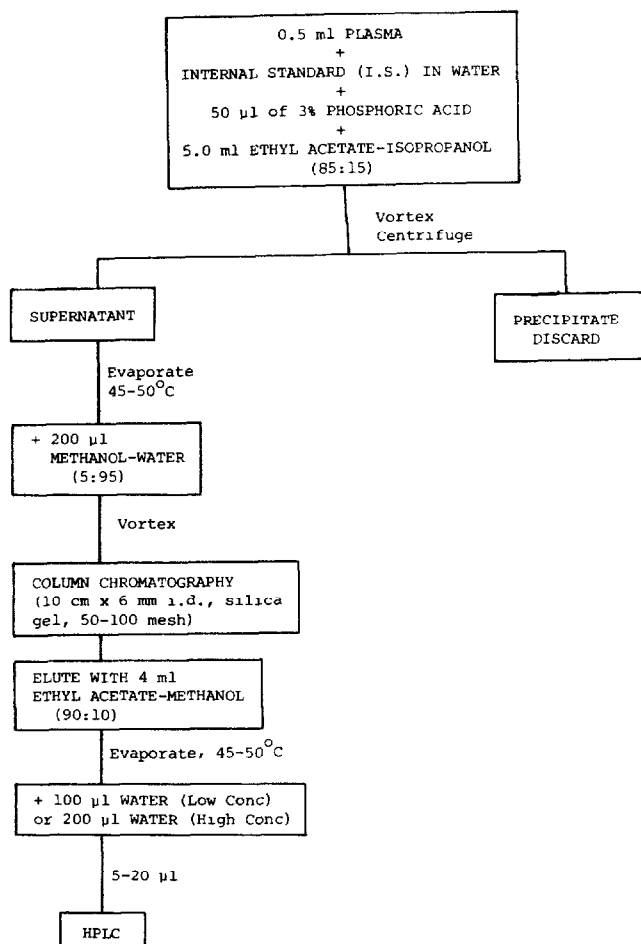 0.5 ml PLASMA
+
INTERNAL STANDARD (I.S.) IN WATER
+
50 µl of 3% PHOSPHORIC ACID
+
5.0 ml ETHYL ACETATE-ISOPROPANOL
(85:15)
Vortex
Centrifuge
SUPERNATANT
PRECIPITATE
DISCARD
Evaporate
45-50°C
+ 200 µl
METHANOL-WATER
(5:95)
Vortex
COLUMN CHROMATOGRAPHY
(10 cm x 6 mm i.d., silica
gel, 50-100 mesh)
ELUTE WITH 4 ml
ETHYL ACETATE-METHANOL
(90:10)
Evaporate, 45-50°C
+ 100 µl WATER (Low Conc)
or 200 µl WATER (High Conc)
5-20 µl
HPLC